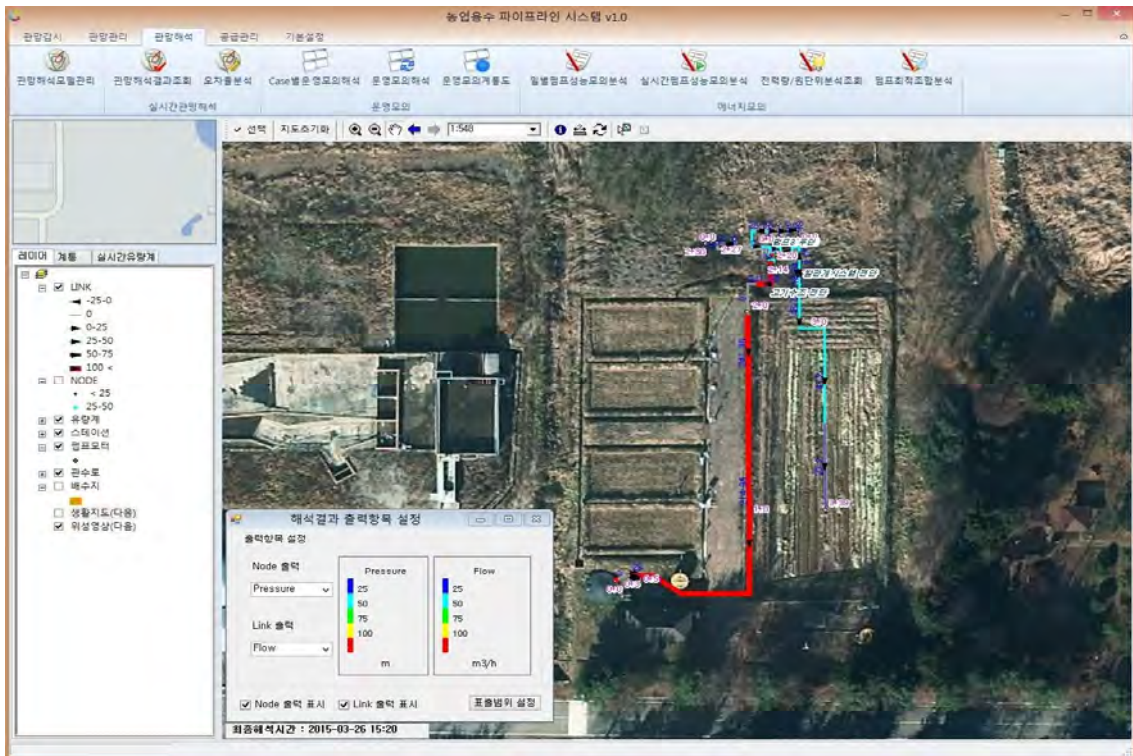 농업용수 파이프라인 시스템 v1.0
관망감시 관망관리 관망해석 공급관리 기본설정
관망해석모델관리 관망해석결과조회 오차율분석 Case별운영모의해석 운영모의해석 운영모의계통도 일별펌프성능모의분석 실시간펌프성능모의분석 전력량/원단위분석조회 펌프최적조합분석
실시간관망해석 운영모의 에너지모의
선택 지도초기화 1:548
레이어 계통 실시간유량계
LINK
-25-0
0
0-25
25-50
50-75
100 <
NODE
< 25
25-50
유량계
스테이션
펌프모터
관수로
배수지
생활지도(다음)
위성영상(다음)
해석결과 출력항목 설정
출력항목 설정
Node 출력
Pressure
Link 출력
Flow
Pressure
25
50
75
100
m
Flow
25
50
75
100
m3/h
Node 출력 표시 Link 출력 표시 표출범위 설정
최종해석시간 : 2015-03-26 15:20